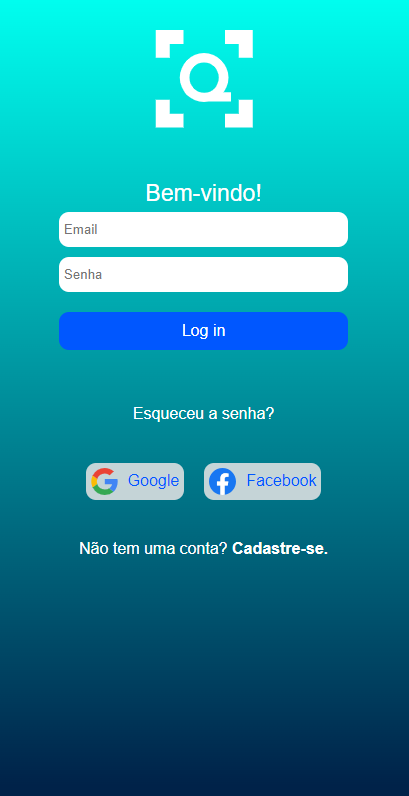 Bem-vindo!
Email
Senha
Log in
Esqueceu a senha?
Google Facebook
Não tem uma conta? Cadastre-se.